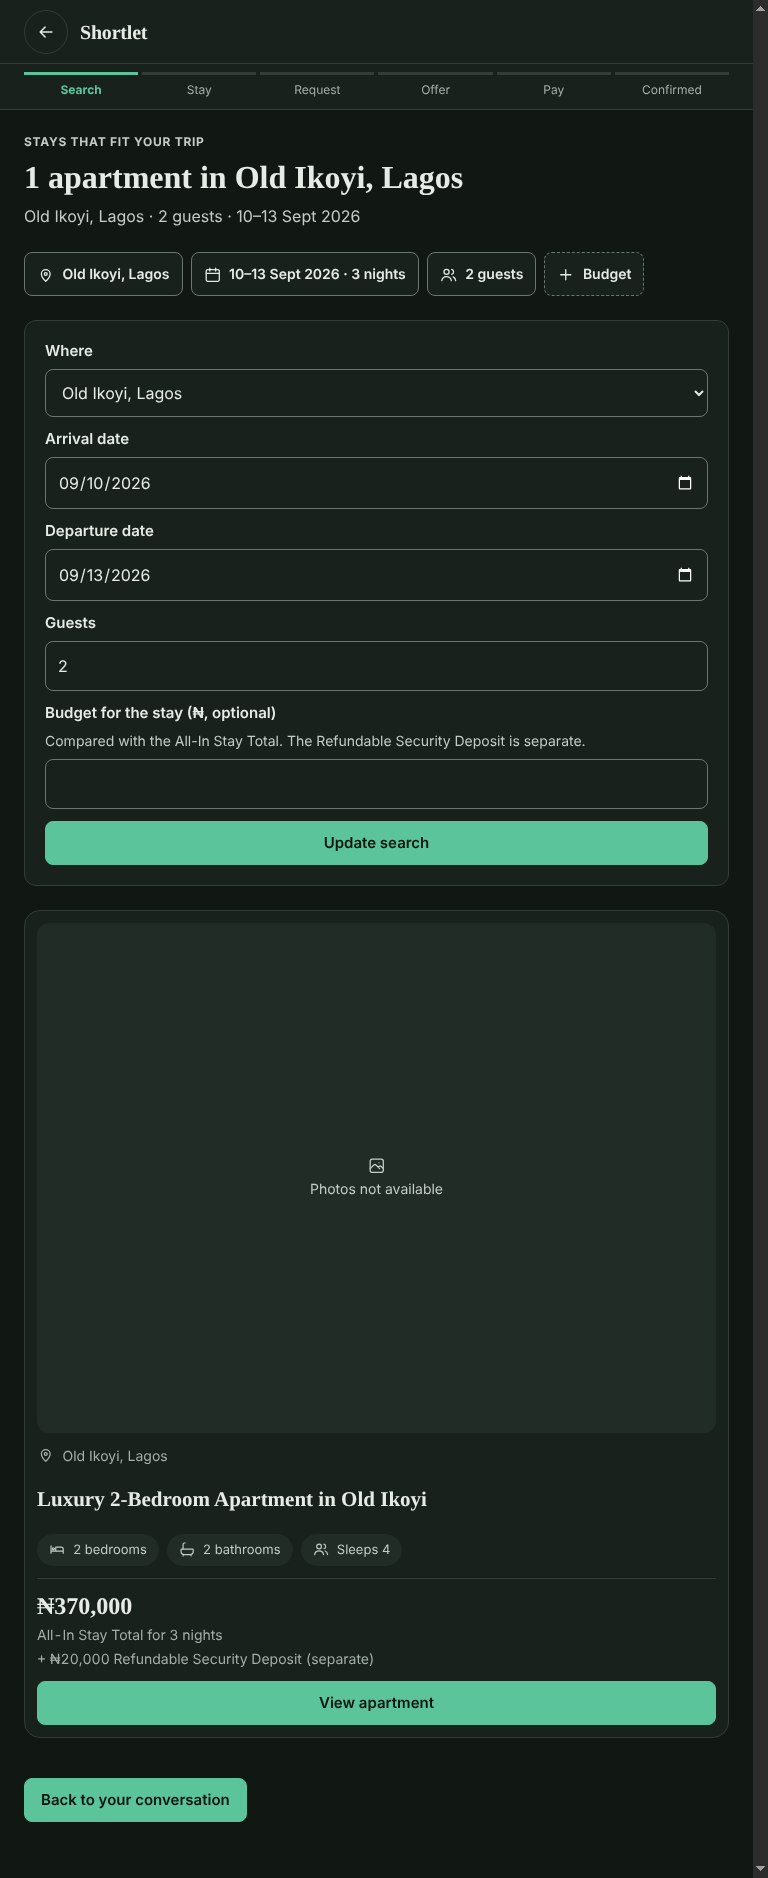 Shortlet
Search
Stay
Request
Offer
Pay
Confirmed
STAYS THAT FIT YOUR TRIP
1 apartment in Old Ikoyi, Lagos
Old Ikoyi, Lagos · 2 guests · 10–13 Sept 2026
Old Ikoyi, Lagos
10–13 Sept 2026 · 3 nights
2 guests
Budget
Where
Old Ikoyi, Lagos
Arrival date
09/10/2026
Departure date
09/13/2026
Guests
2
Budget for the stay (₦, optional)
Compared with the All-In Stay Total. The Refundable Security Deposit is separate.
Update search
Photos not available
Old Ikoyi, Lagos
Luxury 2-Bedroom Apartment in Old Ikoyi
2 bedrooms
2 bathrooms
Sleeps 4
₦370,000
All-In Stay Total for 3 nights
+ ₦20,000 Refundable Security Deposit (separate)
View apartment
Back to your conversation